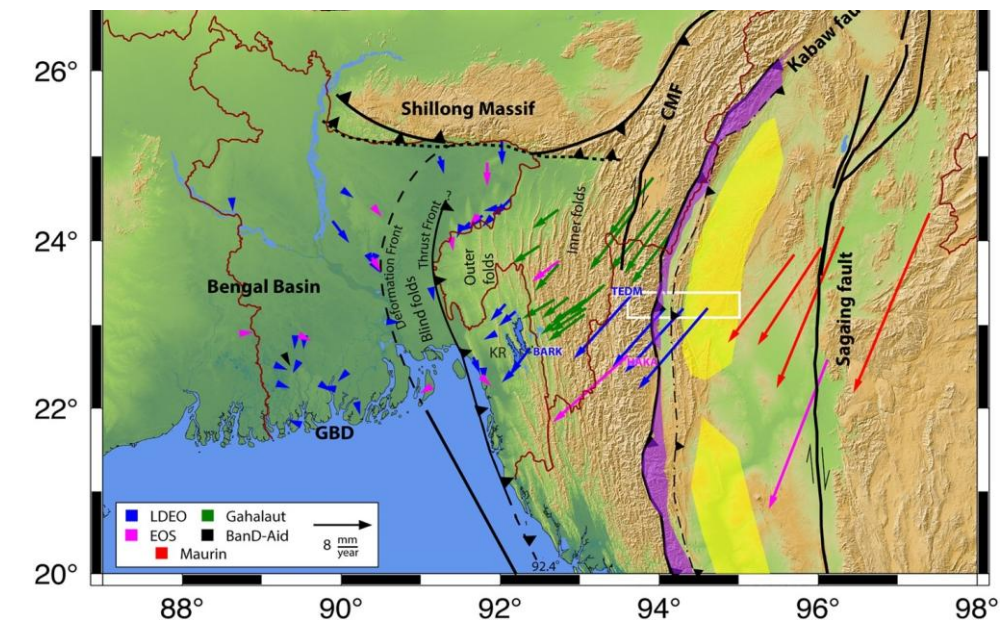 26°
24°
22°
20°
88°
90°
92°
94°
96°
98°
Shillong Massif
CMF
Kabaw fau
Bengal Basin
Deformation Front
Blind folds
Thrust Front
?
Outer
folds
Inner folds
TEDM
HAKA
KR
BARK
Sagaing fault
GBD
92.4°
LDEO
Gahalaut
EOS
BanD-Aid
Maurin
8 mm
year